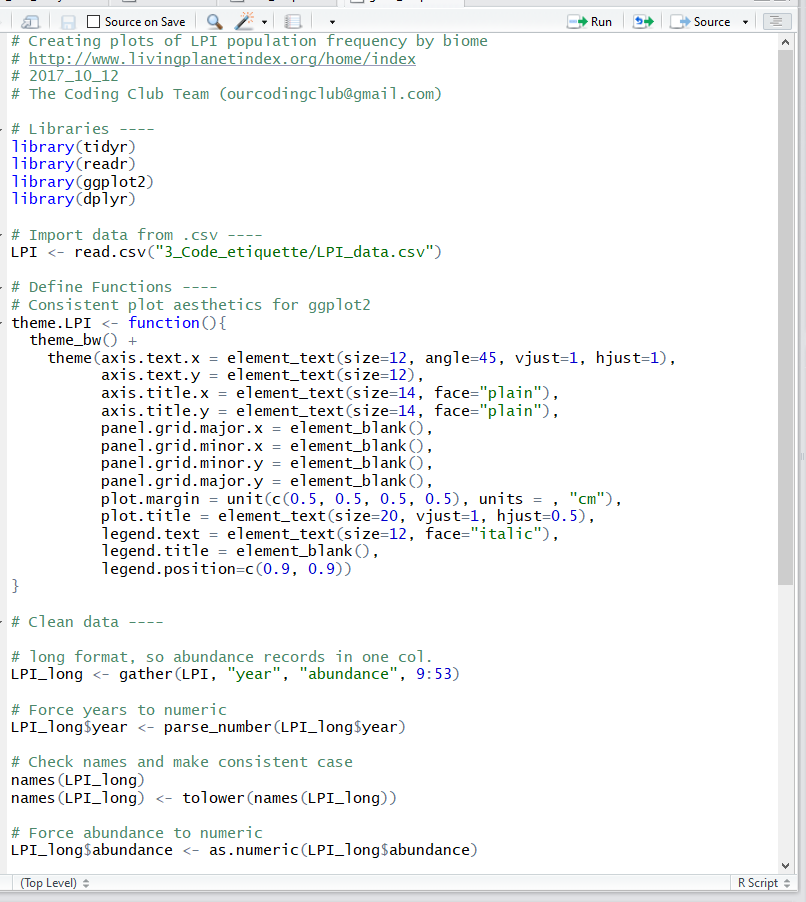 Source on Save
Run
Source
# Creating plots of LPI population frequency by biome
# http://www.livingplanetindex.org/home/index
# 2017_10_12
# The Coding Club Team (ourcodingclub@gmail.com)
# Libraries ----
library(tidyr)
library(readr)
library(ggplot2)
library(dplyr)
# Import data from .csv ----
LPI <- read.csv("3_Code_etiquette/LPI_data.csv")
# Define Functions ----
# Consistent plot aesthetics for ggplot2
theme.LPI <- function(){
  theme_bw() +
    theme(axis.text.x = element_text(size=12, angle=45, vjust=1, hjust=1),
          axis.text.y = element_text(size=12),
          axis.title.x = element_text(size=14, face="plain"),
          axis.title.y = element_text(size=14, face="plain"),
          panel.grid.major.x = element_blank(),
          panel.grid.minor.x = element_blank(),
          panel.grid.minor.y = element_blank(),
          panel.grid.major.y = element_blank(),
          plot.margin = unit(c(0.5, 0.5, 0.5, 0.5), units = , "cm"),
          plot.title = element_text(size=20, vjust=1, hjust=0.5),
          legend.text = element_text(size=12, face="italic"),
          legend.title = element_blank(),
          legend.position=c(0.9, 0.9))
}
# Clean data ----
# long format, so abundance records in one col.
LPI_long <- gather(LPI, "year", "abundance", 9:53)
# Force years to numeric
LPI_long$year <- parse_number(LPI_long$year)
# Check names and make consistent case
names(LPI_long)
names(LPI_long) <- tolower(names(LPI_long))
# Force abundance to numeric
LPI_long$abundance <- as.numeric(LPI_long$abundance)
(Top Level)
R Script